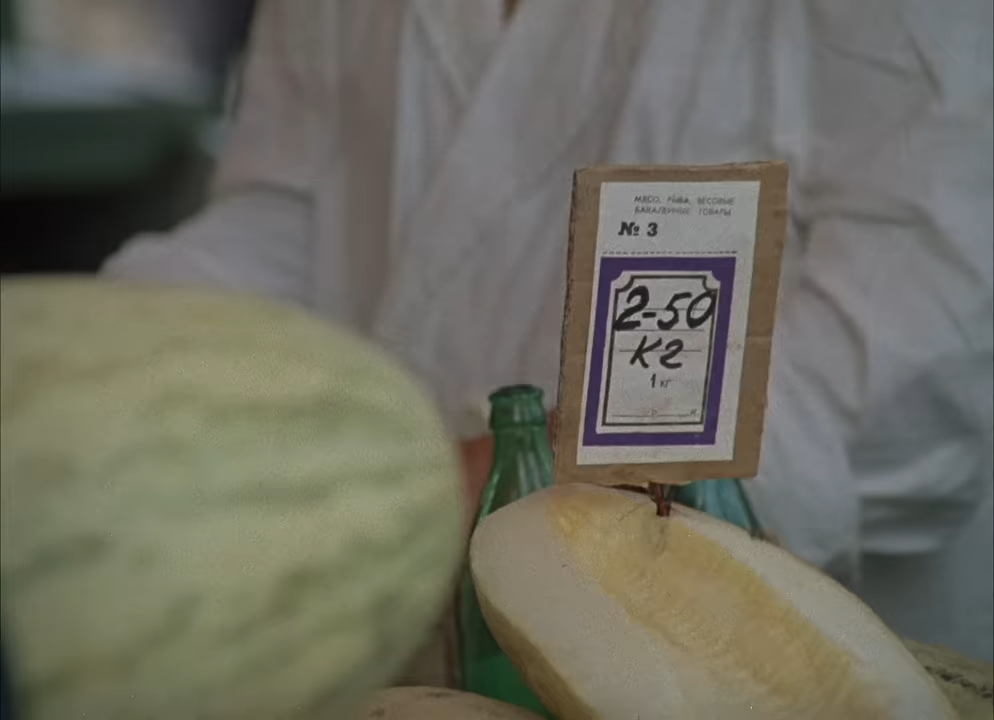 МЯСО, РЫБА, ВЕСОВЫЕ
БАКАЛЕЙНЫЕ ТОВАРЫ
№ 3
2-50
кг
1 кг
р. к.